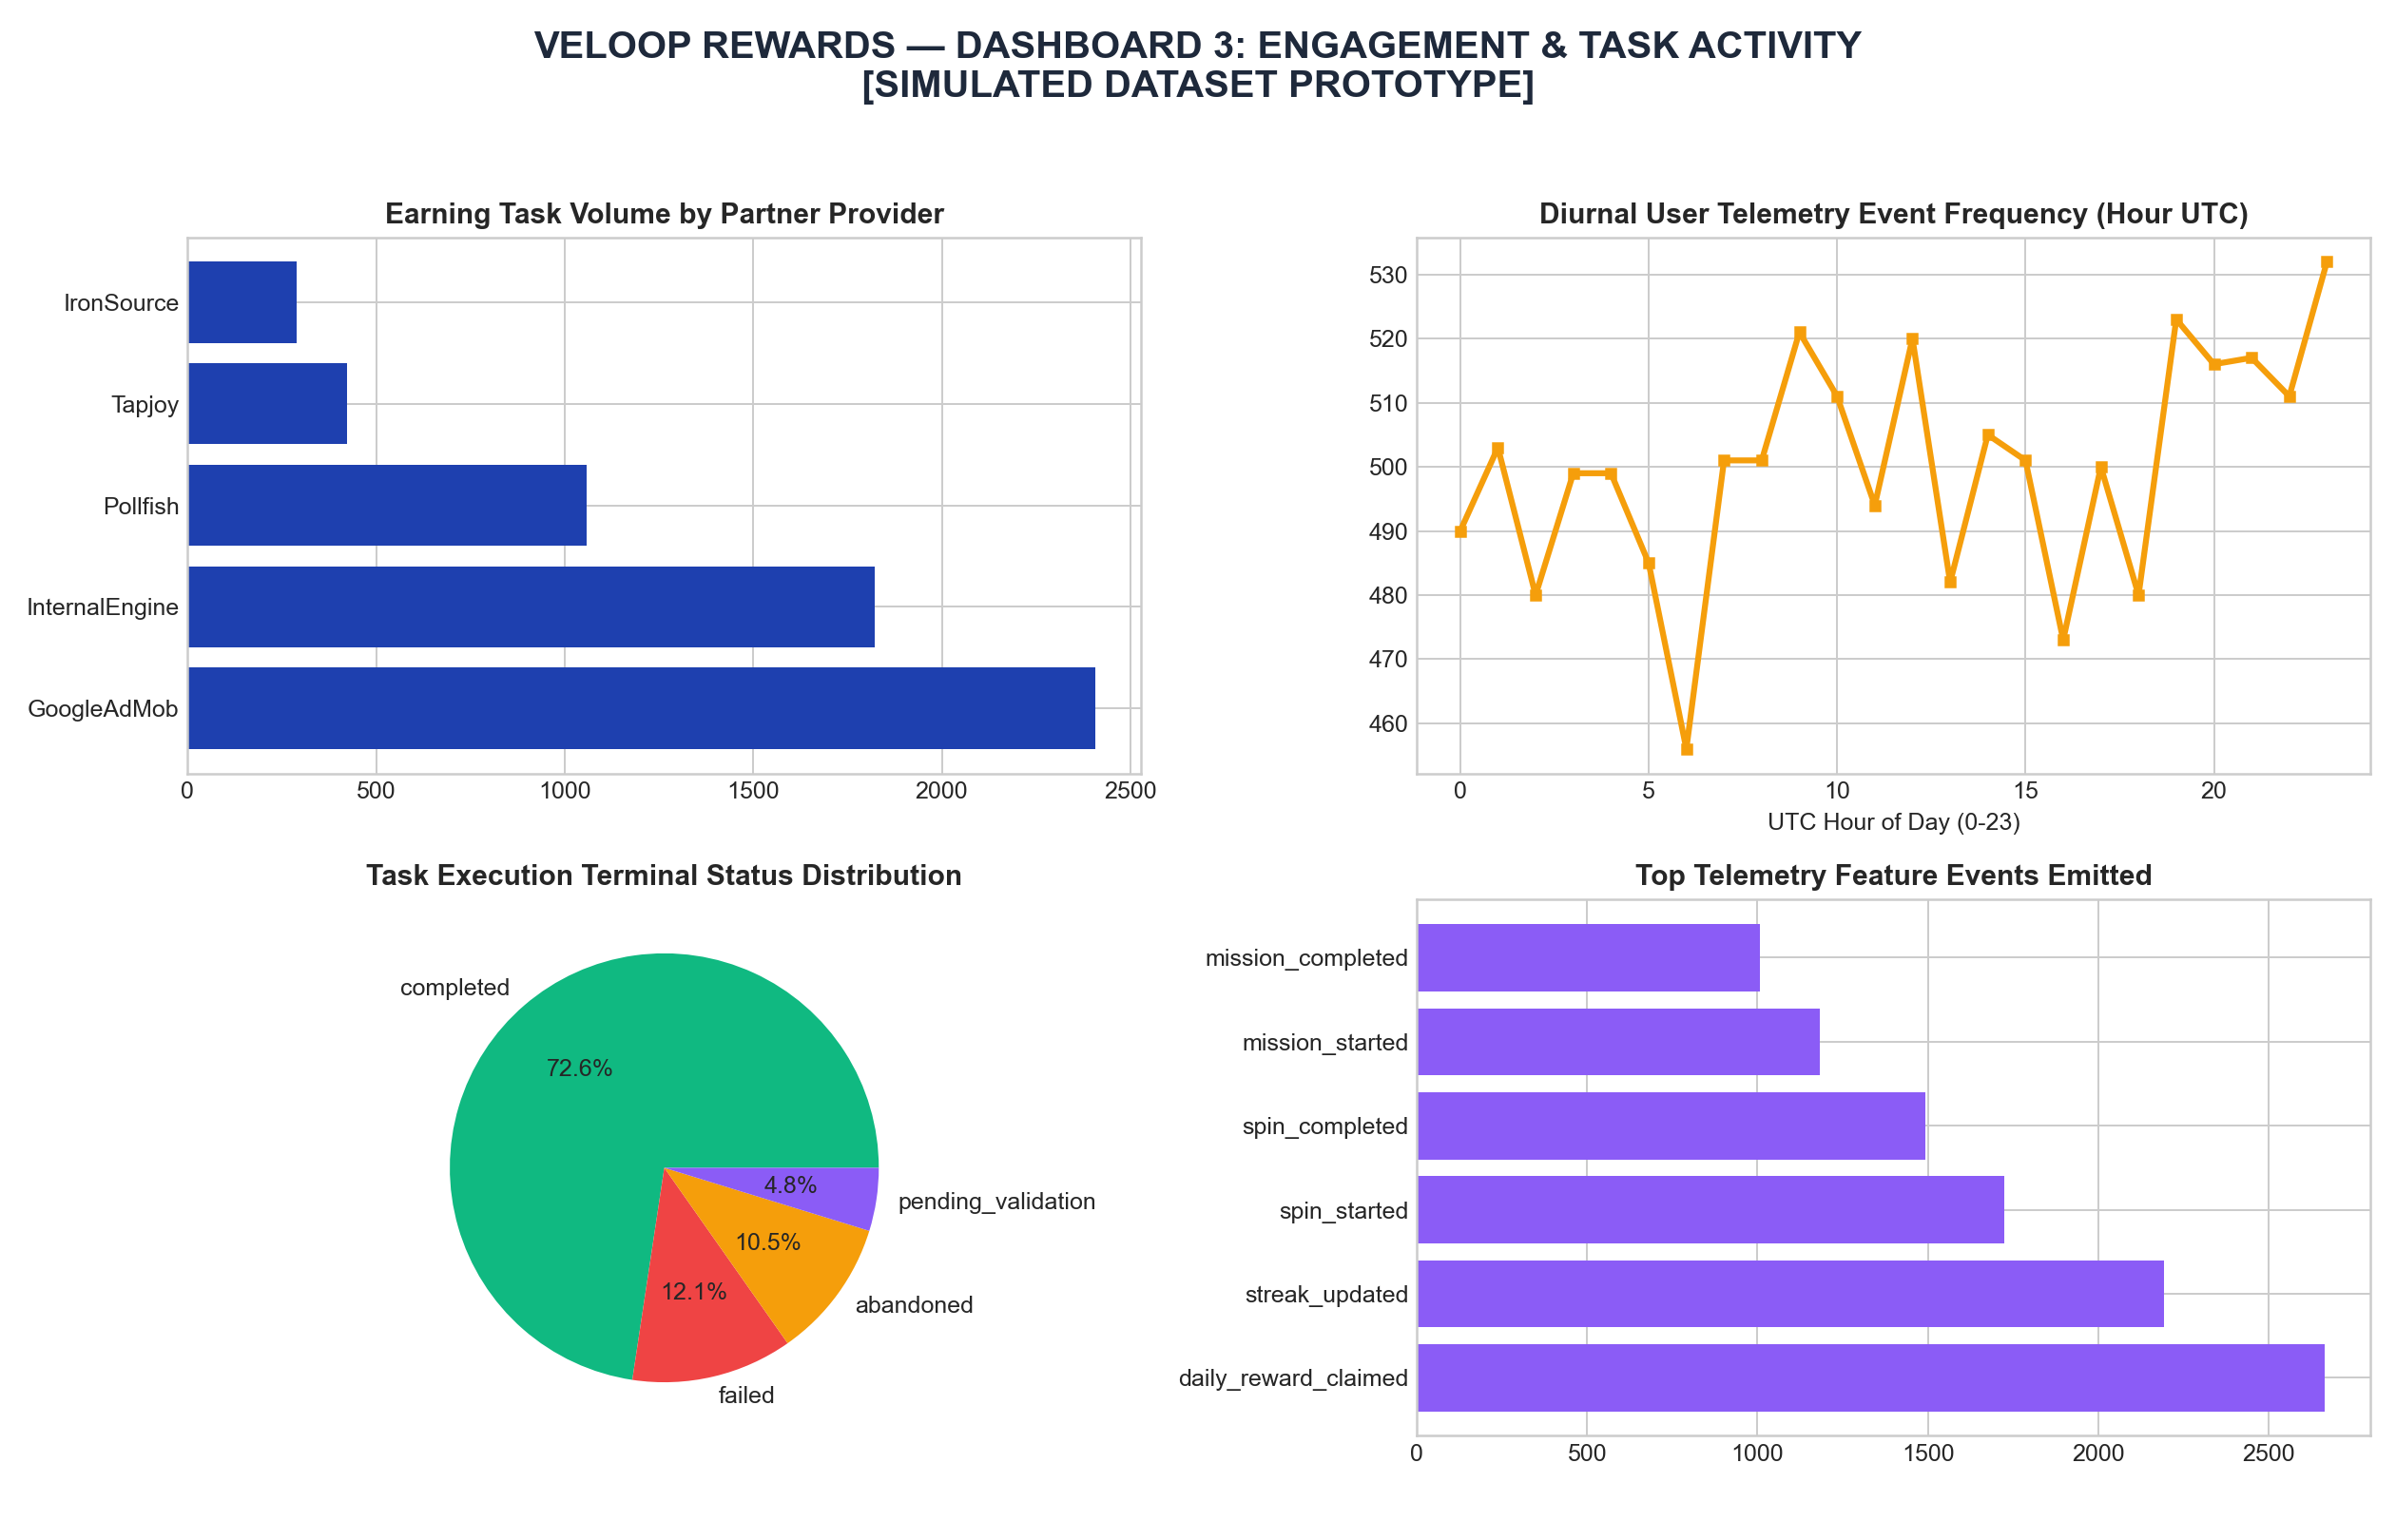 VELOOP REWARDS — DASHBOARD 3: ENGAGEMENT & TASK ACTIVITY
[SIMULATED DATASET PROTOTYPE]
Earning Task Volume by Partner Provider
IronSource
Tapjoy
Pollfish
InternalEngine
GoogleAdMob
0 500 1000 1500 2000 2500
Diurnal User Telemetry Event Frequency (Hour UTC)
530
520
510
500
490
480
470
460
0 5 10 15 20
UTC Hour of Day (0-23)
Task Execution Terminal Status Distribution
completed
72.6%
4.8%
pending_validation
10.5%
12.1%
abandoned
failed
Top Telemetry Feature Events Emitted
mission_completed
mission_started
spin_completed
spin_started
streak_updated
daily_reward_claimed
0 500 1000 1500 2000 2500